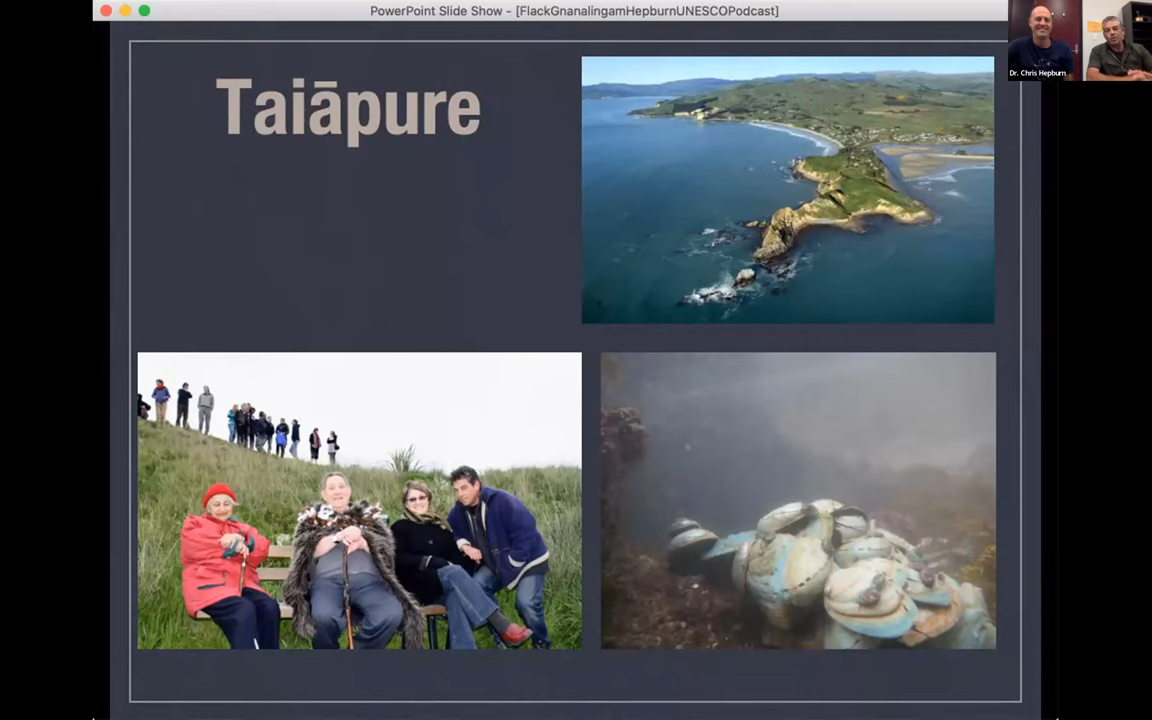 PowerPoint Slide Show - [FlackGnanalingamHepburnUNESCOPodcast]
Dr. Chris Hepburn
Taiāpure